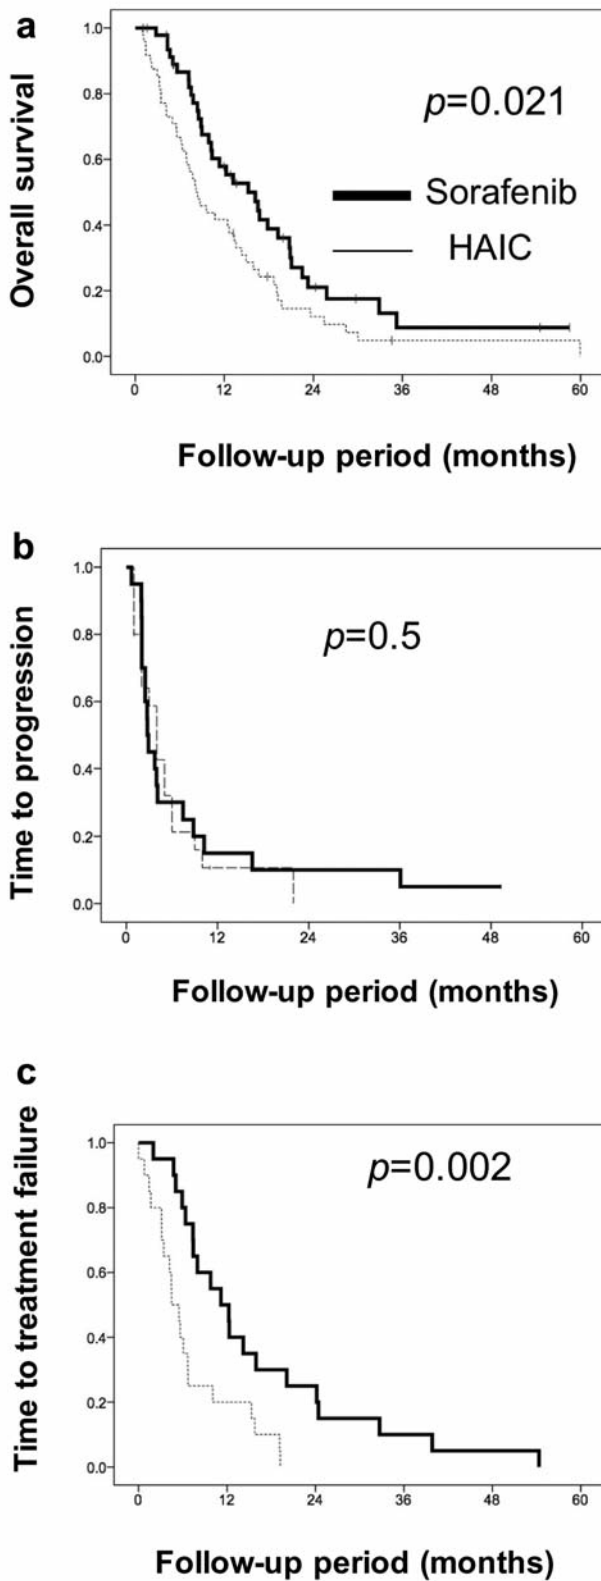 a
Overall survival
1.0
0.8
0.6
0.4
0.2
0.0
p=0.021
Sorafenib
HAIC
0 12 24 36 48 60
Follow-up period (months)
b
Time to progression
1.0
0.8
0.6
0.4
0.2
0.0
p=0.5
0 12 24 36 48 60
Follow-up period (months)
c
Time to treatment failure
1.0
0.8
0.6
0.4
0.2
0.0
p=0.002
0 12 24 36 48 60
Follow-up period (months)